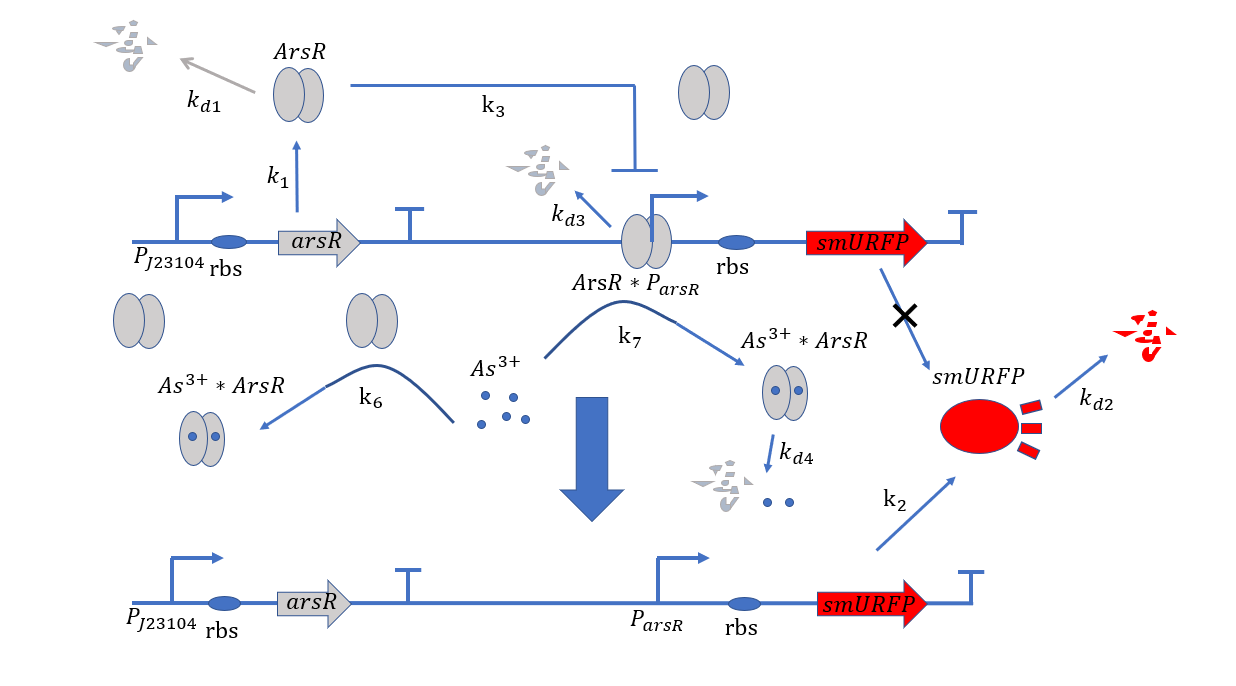 ArsR
k_{d1}
k_3
k_1
k_{d3}
arsR
smURFP
P_{J23104}
rbs
rbs
ArsR * P_{arsR}
k_7
As^{3+} * ArsR
As^{3+}
smURFP
As^{3+} * ArsR
k_6
k_{d2}
k_{d4}
k_2
arsR
smURFP
P_{J23104}
rbs
P_{arsR}
rbs